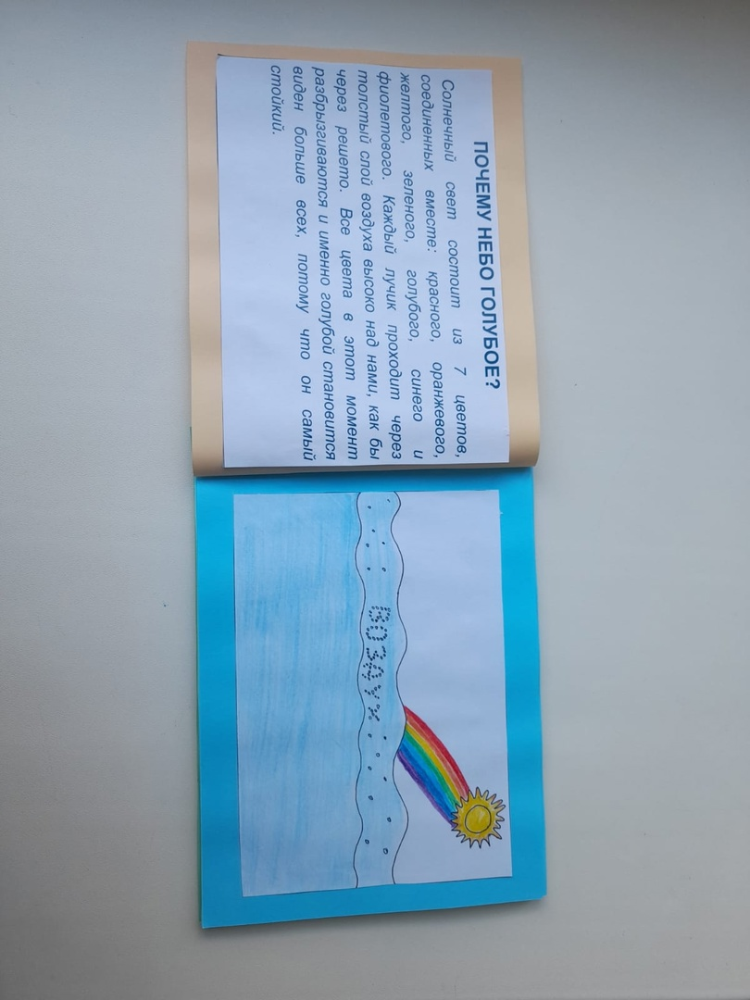 ПОЧЕМУ НЕБО ГОЛУБОЕ?
Солнечный свет состоит из 7 цветов,
соединенных вместе: красного, оранжевого,
желтого, зеленого, голубого, синего и
фиолетового. Каждый лучик проходит через
толстый слой воздуха высоко над нами, как бы
через решето. Все цвета в этот момент
разбрызгиваются и именно голубой становится
виден больше всех, потому что он самый
стойкий.
ВОЗДУХ